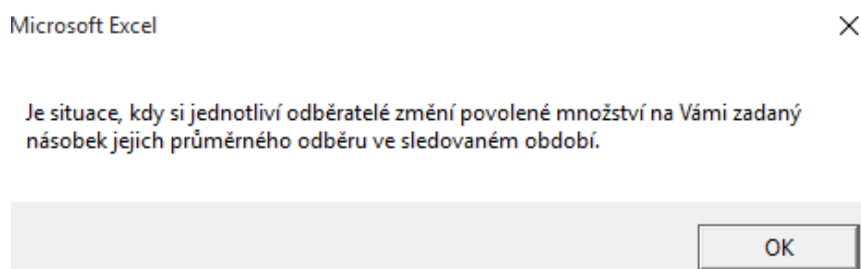 Microsoft Excel
Je situace, kdy si jednotliví odběratelé změní povolené množství na Vámi zadaný
násobek jejich průměrného odběru ve sledovaném období.
OK